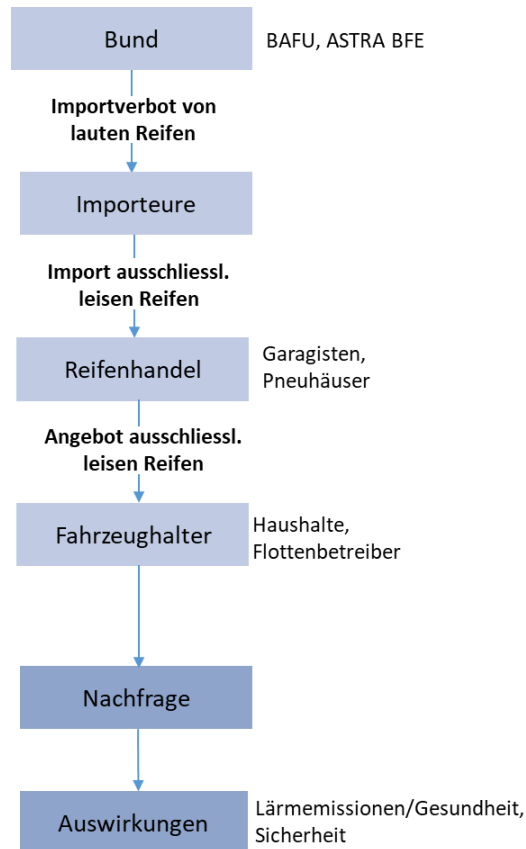 Bund
BAFU, ASTRA BFE
Importverbot von
lauten Reifen
Importeure
Import ausschliessl.
leisen Reifen
Reifenhandel
Garagisten,
Pneuhäuser
Angebot ausschliessl.
leisen Reifen
Fahrzeughalter
Haushalte,
Flottenbetreiber
Nachfrage
Auswirkungen
Lärmemissionen/Gesundheit,
Sicherheit